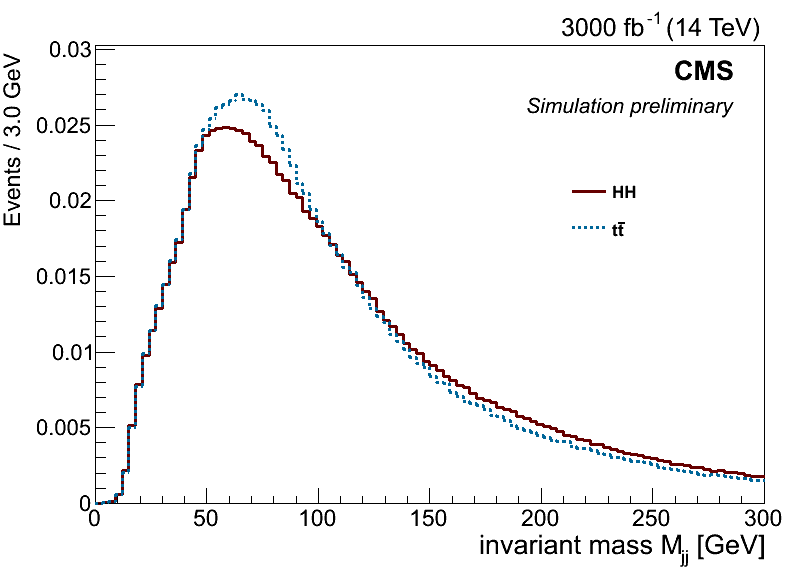 3000 fb⁻¹ (14 TeV)
CMS
Simulation preliminary
HH
tt̄
Events / 3.0 GeV
0.03
0.025
0.02
0.015
0.01
0.005
0
0 50 100 150 200 250 300
invariant mass Mjj [GeV]